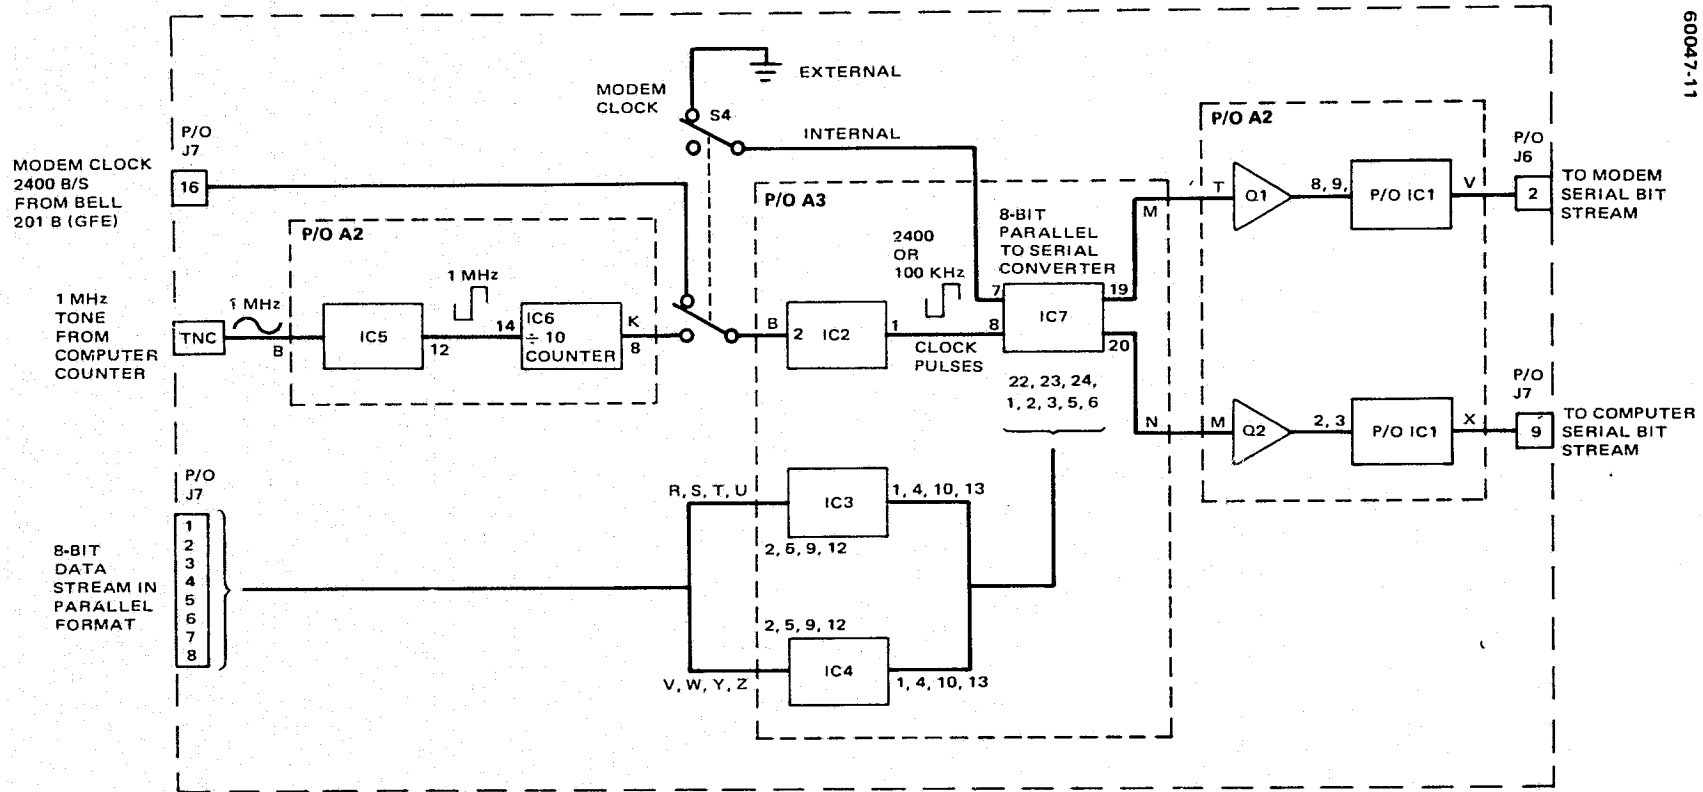 60047-11
EXTERNAL
MODEM
CLOCK
S4
INTERNAL
P/O
J7
MODEM CLOCK
2400 B/S
FROM BELL
201 B (GFE)
16
P/O A2
1 MHz
TONE
FROM
COMPUTER
COUNTER
TNC
1 MHz
B
IC5
12
1 MHz
14
IC6
÷ 10
COUNTER
K
8
P/O A3
B
2
IC2
1
2400
OR
100 KHz
CLOCK
PULSES
8-BIT
PARALLEL
TO SERIAL
CONVERTER
7
8
IC7
19
20
22, 23, 24,
1, 2, 3, 5, 6
M
N
P/O A2
T
Q1
8, 9,
P/O IC1
V
P/O
J6
2
TO MODEM
SERIAL BIT
STREAM
M
Q2
2, 3
P/O IC1
X
P/O
J7
9
TO COMPUTER
SERIAL BIT
STREAM
P/O
J7
8-BIT
DATA
STREAM IN
PARALLEL
FORMAT
1
2
3
4
5
6
7
8
R, S, T, U
IC3
1, 4, 10, 13
2, 5, 9, 12
2, 5, 9, 12
IC4
V, W, Y, Z
1, 4, 10, 13